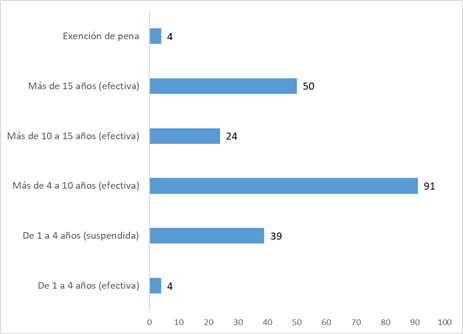 Exención de pena 4
Más de 15 años (efectiva) 50
Más de 10 a 15 años (efectiva) 24
Más de 4 a 10 años (efectiva) 91
De 1 a 4 años (suspendida) 39
De 1 a 4 años (efectiva) 4
0 10 20 30 40 50 60 70 80 90 100